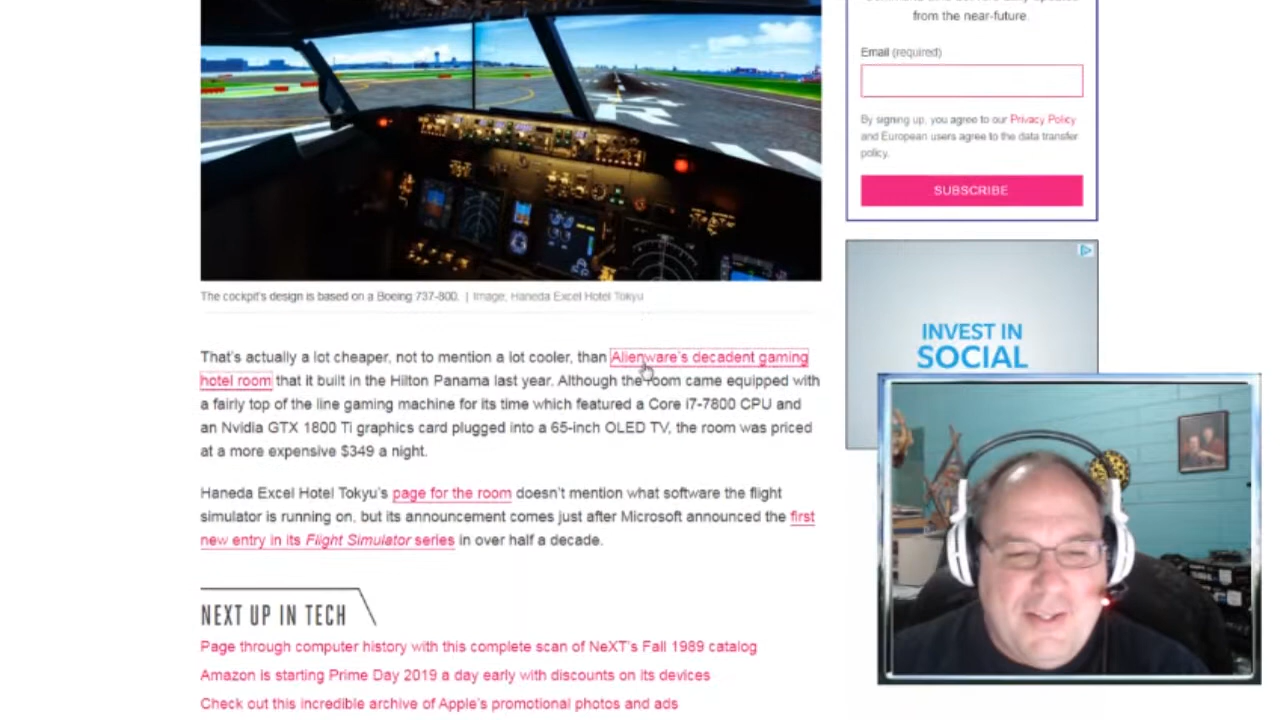 from the near-future.
Email (required)
By signing up, you agree to our Privacy Policy
and European users agree to the data transfer
policy.
SUBSCRIBE
The cockpit's design is based on a Boeing 737-800. | Image: Haneda Excel Hotel Tokyu
INVEST IN
SOCIAL
That's actually a lot cheaper, not to mention a lot cooler, than Alienware's decadent gaming
hotel room that it built in the Hilton Panama last year. Although the room came equipped with
a fairly top of the line gaming machine for its time which featured a Core i7-7800 CPU and
an Nvidia GTX 1800 Ti graphics card plugged into a 65-inch OLED TV, the room was priced
at a more expensive $349 a night.
Haneda Excel Hotel Tokyu's page for the room doesn't mention what software the flight
simulator is running on, but its announcement comes just after Microsoft announced the first
new entry in its Flight Simulator series in over half a decade.
NEXT UP IN TECH
Page through computer history with this complete scan of NeXT's Fall 1989 catalog
Amazon is starting Prime Day 2019 a day early with discounts on its devices
Check out this incredible archive of Apple's promotional photos and ads